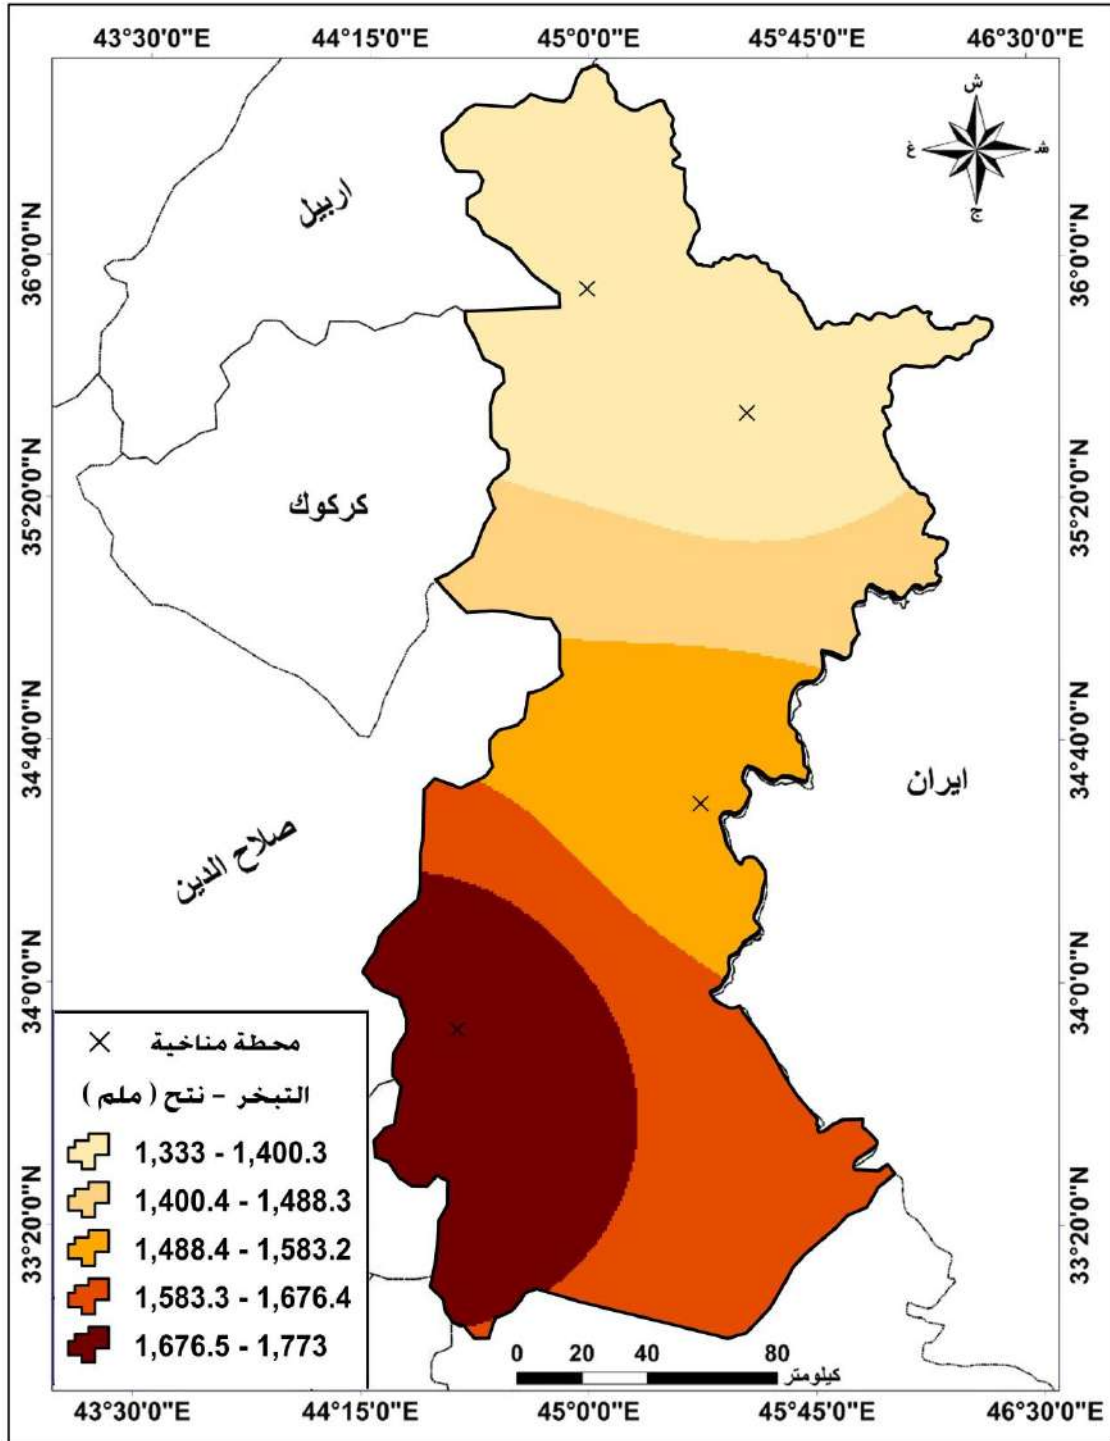 43°30'0"E 44°15'0"E 45°0'0"E 45°45'0"E 46°30'0"E
ش
غ
شـ
ج
36°0'0"N
36°0'0"N
اربيل
35°20'0"N
كركوك
35°20'0"N
34°40'0"N
34°40'0"N
ايران
صلاح الدين
34°0'0"N
34°0'0"N
محطة مناخية
التبخر - نتح ( ملم )
1,333 - 1,400.3
1,400.4 - 1,488.3
1,488.4 - 1,583.2
1,583.3 - 1,676.4
1,676.5 - 1,773
33°20'0"N
33°20'0"N
0 20 40 80
كيلومتر
43°30'0"E 44°15'0"E 45°0'0"E 45°45'0"E 46°30'0"E